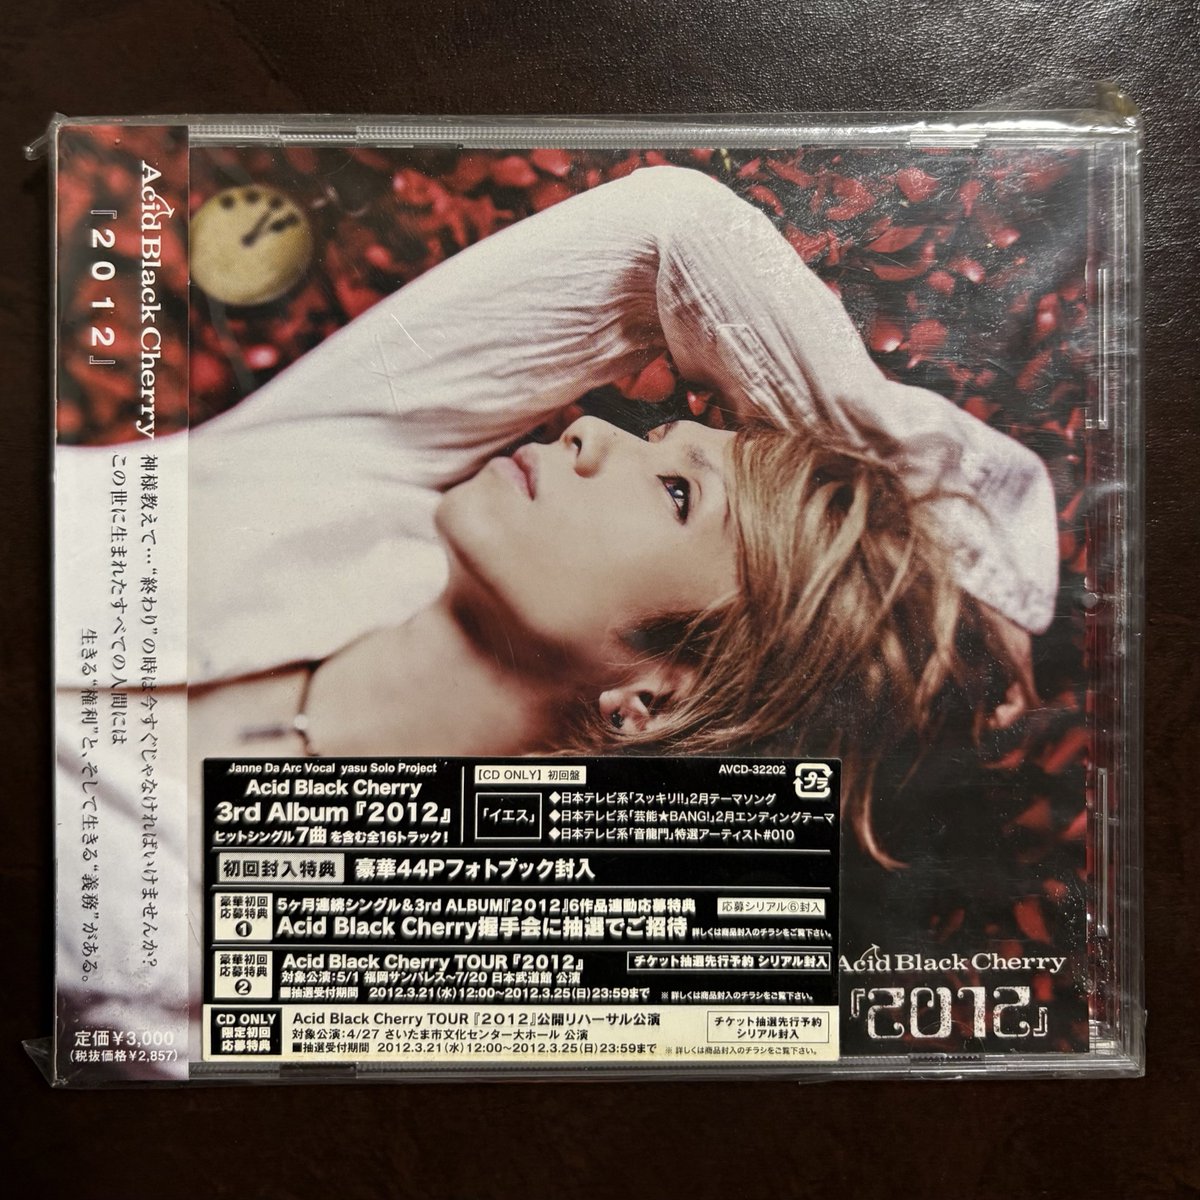 Acid Black Cherry
『2012』
神様教えて…“終わり”の時は今すぐじゃなければいけませんか?
この世に生まれたすべての人間には
生きる“権利”と、そして生きる“義務”がある。
定価¥3,000
(税抜価格¥2,857)
Janne Da Arc Vocal yasu Solo Project
Acid Black Cherry
3rd Album『2012』
ヒットシングル7曲を含む全16トラック!
【CD ONLY】初回盤
AVCD-32202
プラ
「イエス」
◆日本テレビ系「スッキリ!!」2月テーマソング
◆日本テレビ系「芸能★BANG!」2月エンディングテーマ
◆日本テレビ系「音龍門」特選アーティスト#010
初回封入特典 豪華44Pフォトブック封入
豪華初回応募特典
1
5ヶ月連続シングル&3rd ALBUM『2012』6作品連動応募特典 応募シリアル⑥封入
Acid Black Cherry握手会に抽選でご招待 詳しくは商品封入のチラシをご覧下さい。
豪華初回応募特典
2
Acid Black Cherry TOUR『2012』 チケット抽選先行予約 シリアル封入
対象公演:5/1 福岡サンパレス~7/20 日本武道館 公演
■抽選受付期間 2012.3.21(水)12:00~2012.3.25(日)23:59まで ※ 詳しくは商品封入のチラシをご覧下さい。
CD ONLY
限定初回
応募特典
Acid Black Cherry TOUR『2012』公開リハーサル公演
対象公演:4/27 さいたま市文化センター大ホール 公演
■抽選受付期間 2012.3.21(水)12:00~2012.3.25(日)23:59まで ※ 詳しくは商品封入のチラシをご覧下さい。
チケット抽選先行予約
シリアル封入
Acid Black Cherry
『2012』